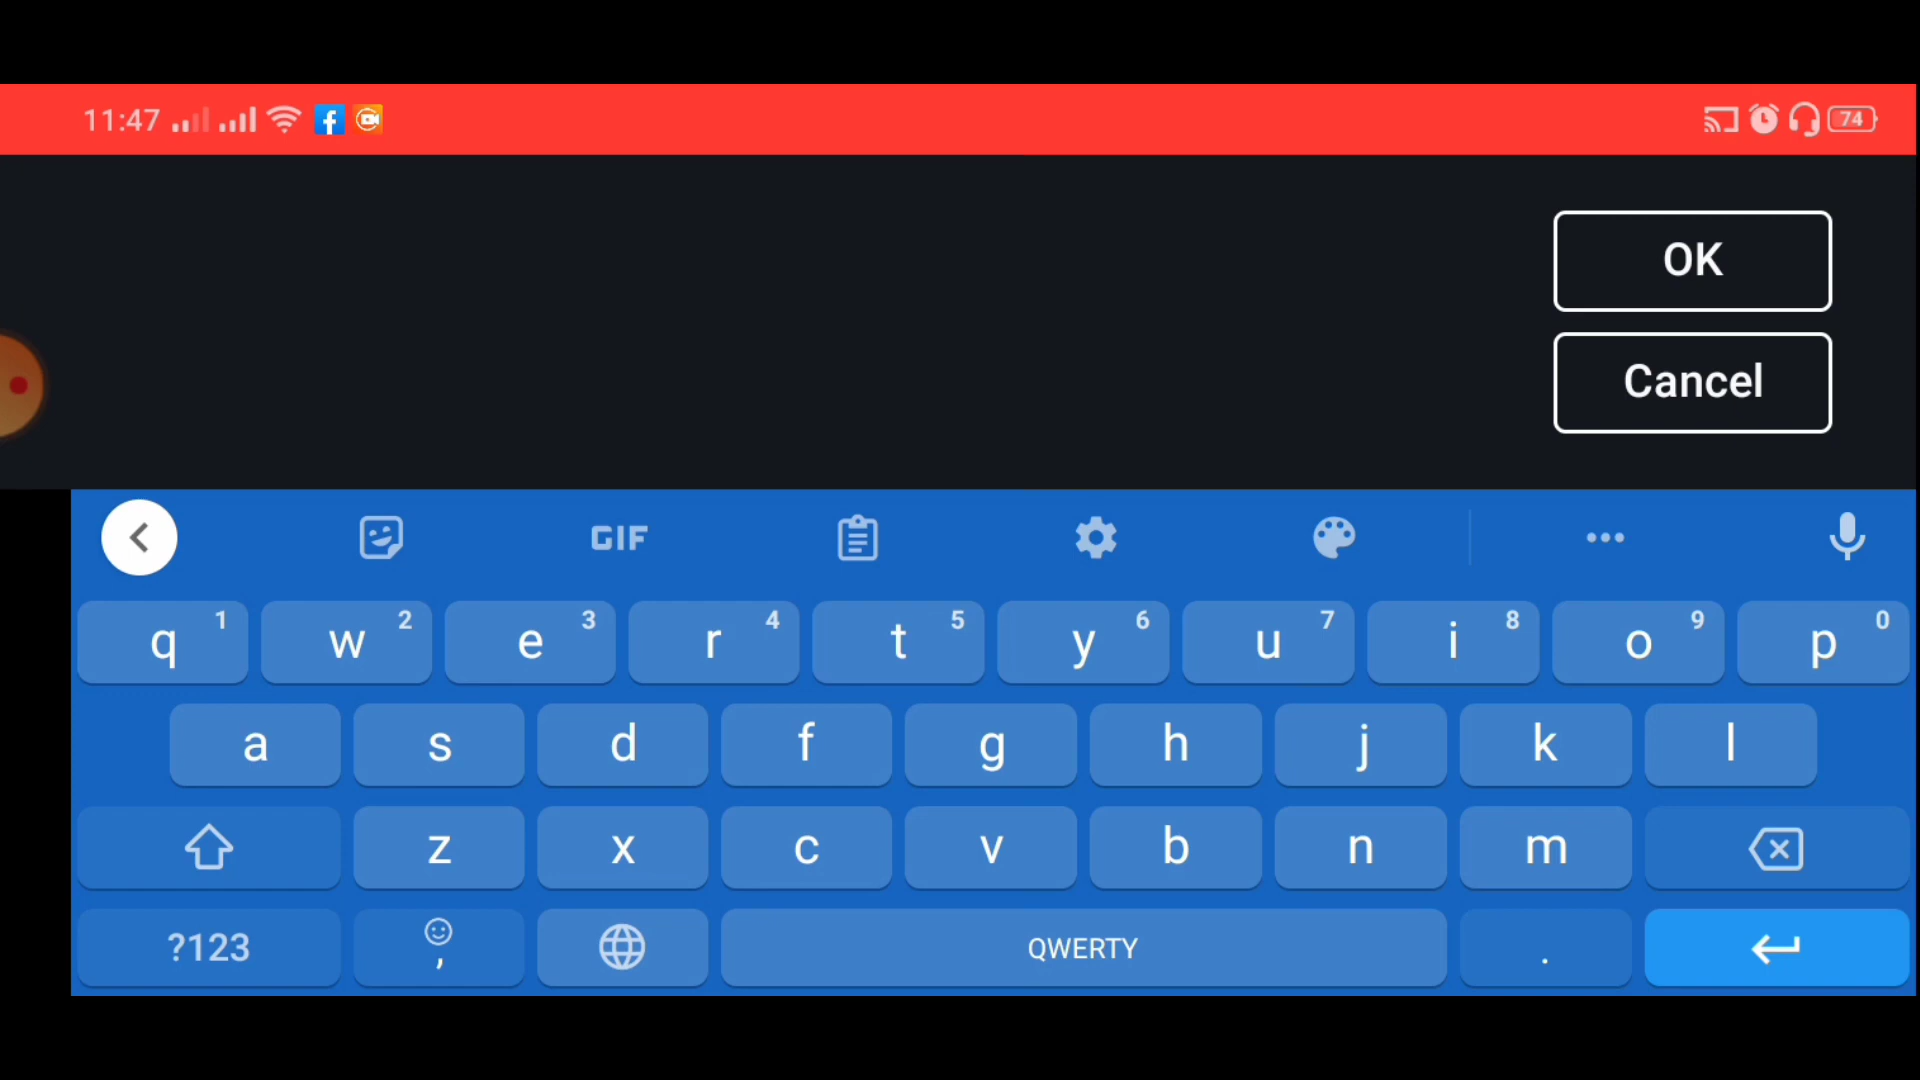 11:47 74
OK
Cancel
GIF
q 1 w 2 e 3 r 4 t 5 y 6 u 7 i 8 o 9 p 0
a s d f g h j k l
z x c v b n m
?123 , QWERTY .